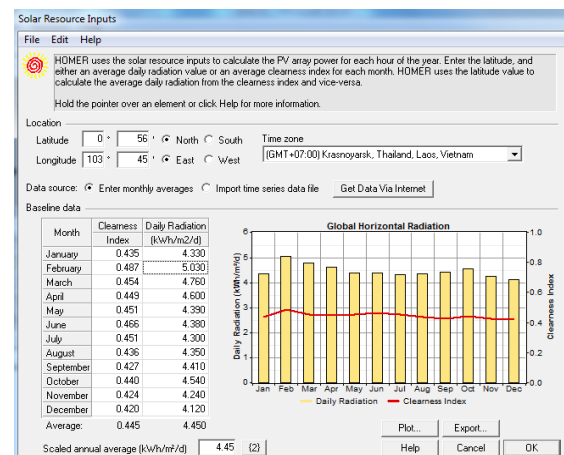 Solar Resource Inputs
File Edit Help
HOMER uses the solar resource inputs to calculate the PV array power for each hour of the year. Enter the latitude, and
either an average daily radiation value or an average clearness index for each month. HOMER uses the latitude value to
calculate the average daily radiation from the clearness index and vice-versa.
Hold the pointer over an element or click Help for more information.
Location
Latitude 0 ° 56 ' North South Time zone
Longitude 103 ° 45 ' East West (GMT+07:00) Krasnoyarsk, Thailand, Laos, Vietnam
Data source: Enter monthly averages Import time series data file Get Data Via Internet
Baseline data
Month Clearness Index Daily Radiation (kWh/m2/d)
January 0.435 4.330
February 0.487 5.030
March 0.454 4.760
April 0.449 4.600
May 0.451 4.390
June 0.466 4.380
July 0.451 4.300
August 0.436 4.350
September 0.427 4.410
October 0.440 4.540
November 0.424 4.240
December 0.420 4.120
Average: 0.445 4.450
Scaled annual average (kWh/m²/d) 4.45 {2}
Global Horizontal Radiation
Daily Radiation (kWh/m²/d)
6
5
4
3
2
1
0
1.0
0.8
0.6
0.4
0.2
0.0
Clearness Index
Jan Feb Mar Apr May Jun Jul Aug Sep Oct Nov Dec
Daily Radiation Clearness Index
Plot... Export...
Help Cancel OK